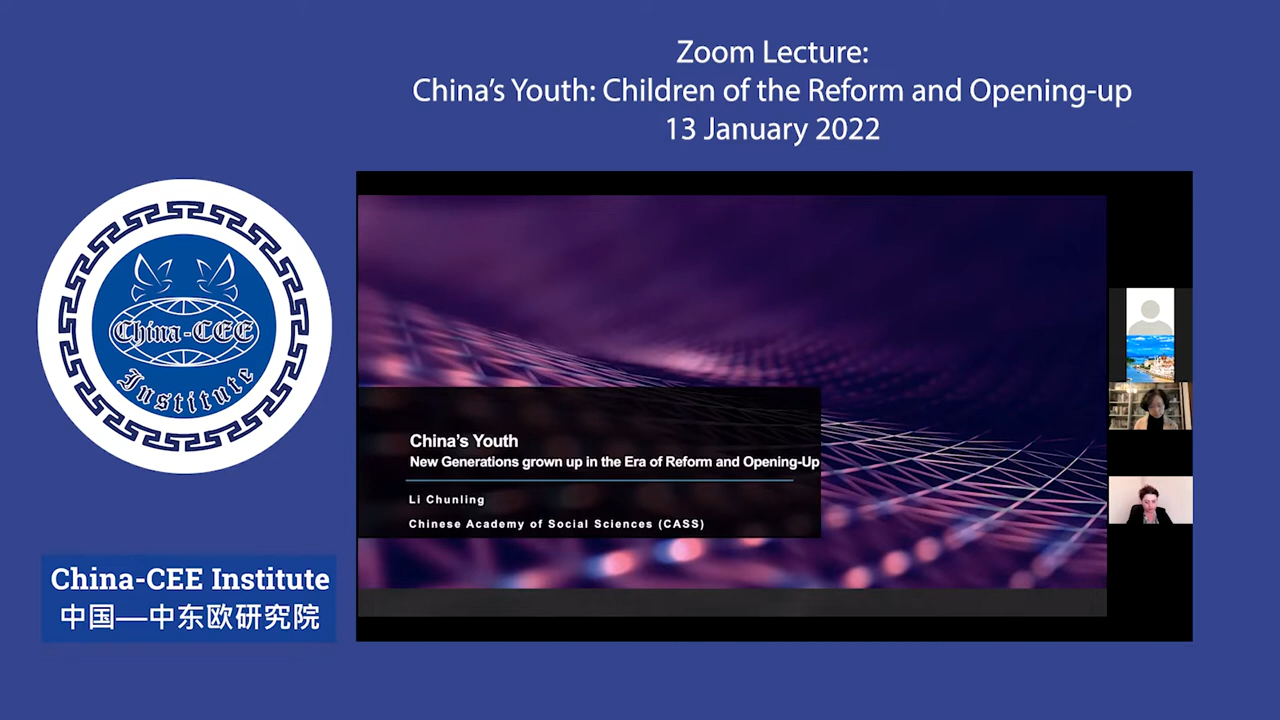 Zoom Lecture:
China's Youth: Children of the Reform and Opening-up
13 January 2022
China-CEE
Institute
China's Youth
New Generations grown up in the Era of Reform and Opening-Up
Li Chunling
Chinese Academy of Social Sciences (CASS)
China-CEE Institute
中国—中东欧研究院